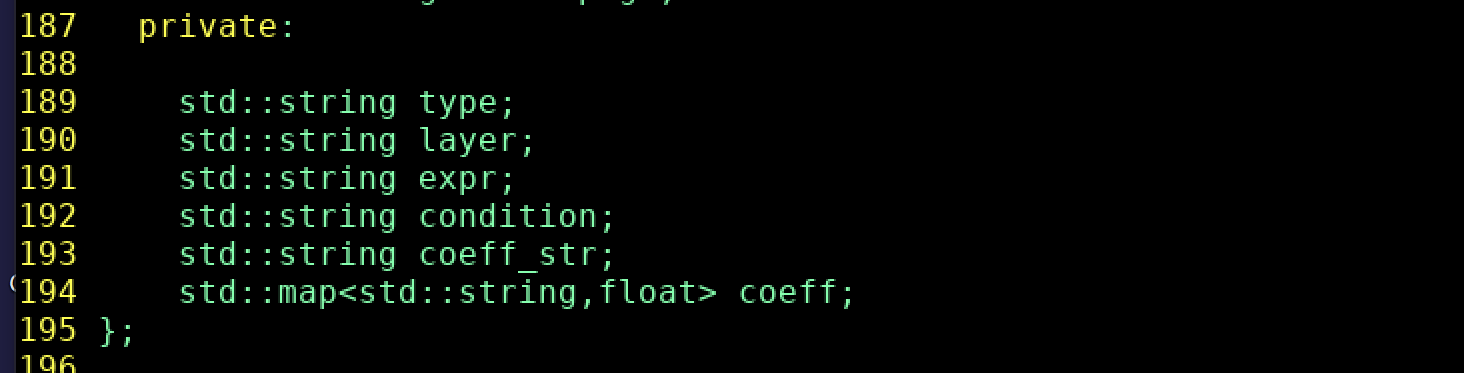 187   private:
188
189     std::string type;
190     std::string layer;
191     std::string expr;
192     std::string condition;
193     std::string coeff_str;
194     std::map<std::string,float> coeff;
195 };
196